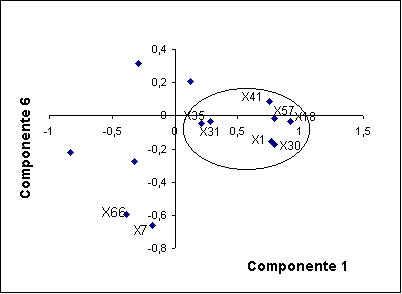 0,4
0,2
0
-0,2
-0,4
-0,6
-0,8
-1 -0,5 0 0,5 1 1,5
X41
X57
X18
X35
X31
X1
X30
X66
X7
Componente 6
Componente 1